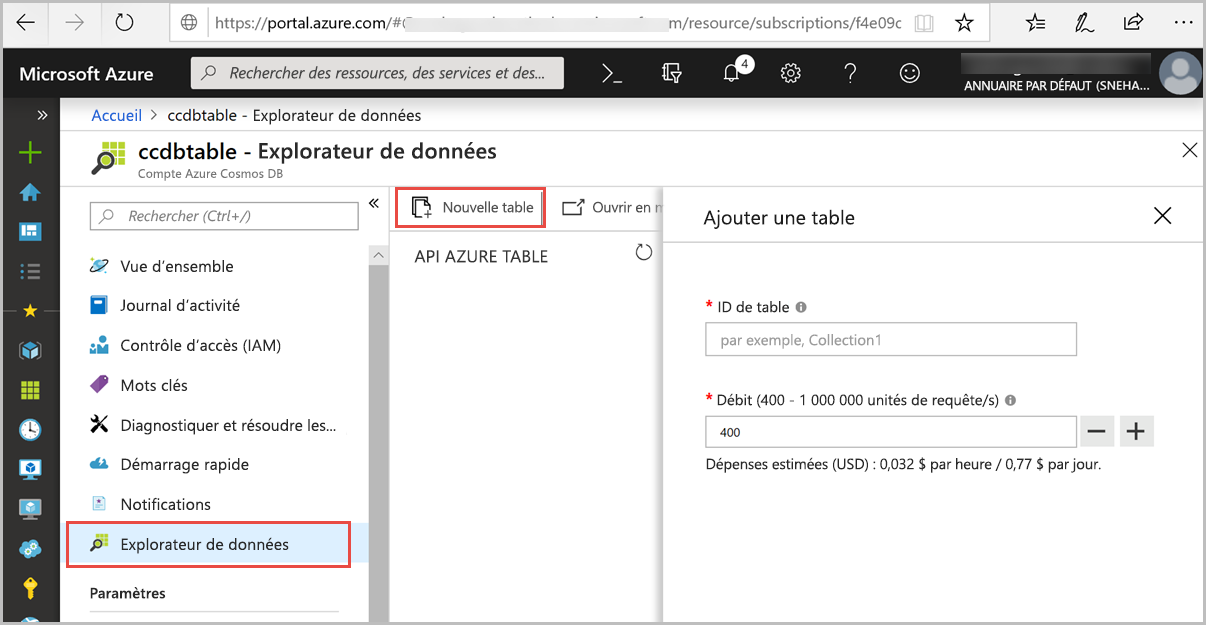 https://portal.azure.com/# m/resource/subscriptions/f4e09c
Microsoft Azure
Rechercher des ressources, des services et des...
4
ANNUAIRE PAR DÉFAUT (SNEHA...
Accueil > ccdbtable - Explorateur de données
ccdbtable - Explorateur de données
Compte Azure Cosmos DB
Rechercher (Ctrl+/)
Vue d'ensemble
Journal d'activité
Contrôle d'accès (IAM)
Mots clés
Diagnostiquer et résoudre les...
Démarrage rapide
Notifications
Explorateur de données
Paramètres
Nouvelle table
Ouvrir en
API AZURE TABLE
Ajouter une table
* ID de table
par exemple, Collection1
* Débit (400 - 1 000 000 unités de requête/s)
400
Dépenses estimées (USD) : 0,032 $ par heure / 0,77 $ par jour.